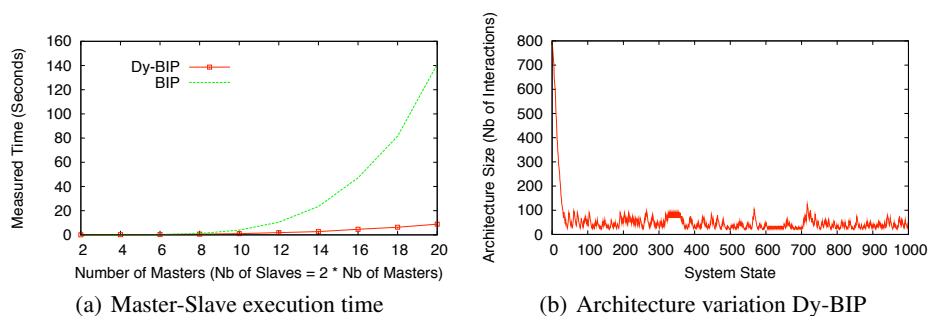 Measured Time (Seconds)
160
140
120
100
80
60
40
20
0
Dy-BIP
BIP
2 4 6 8 10 12 14 16 18 20
Number of Masters (Nb of Slaves = 2 * Nb of Masters)
(a) Master-Slave execution time
Architecture Size (Nb of Interactions)
800
700
600
500
400
300
200
100
0
0 100 200 300 400 500 600 700 800 900 1000
System State
(b) Architecture variation Dy-BIP